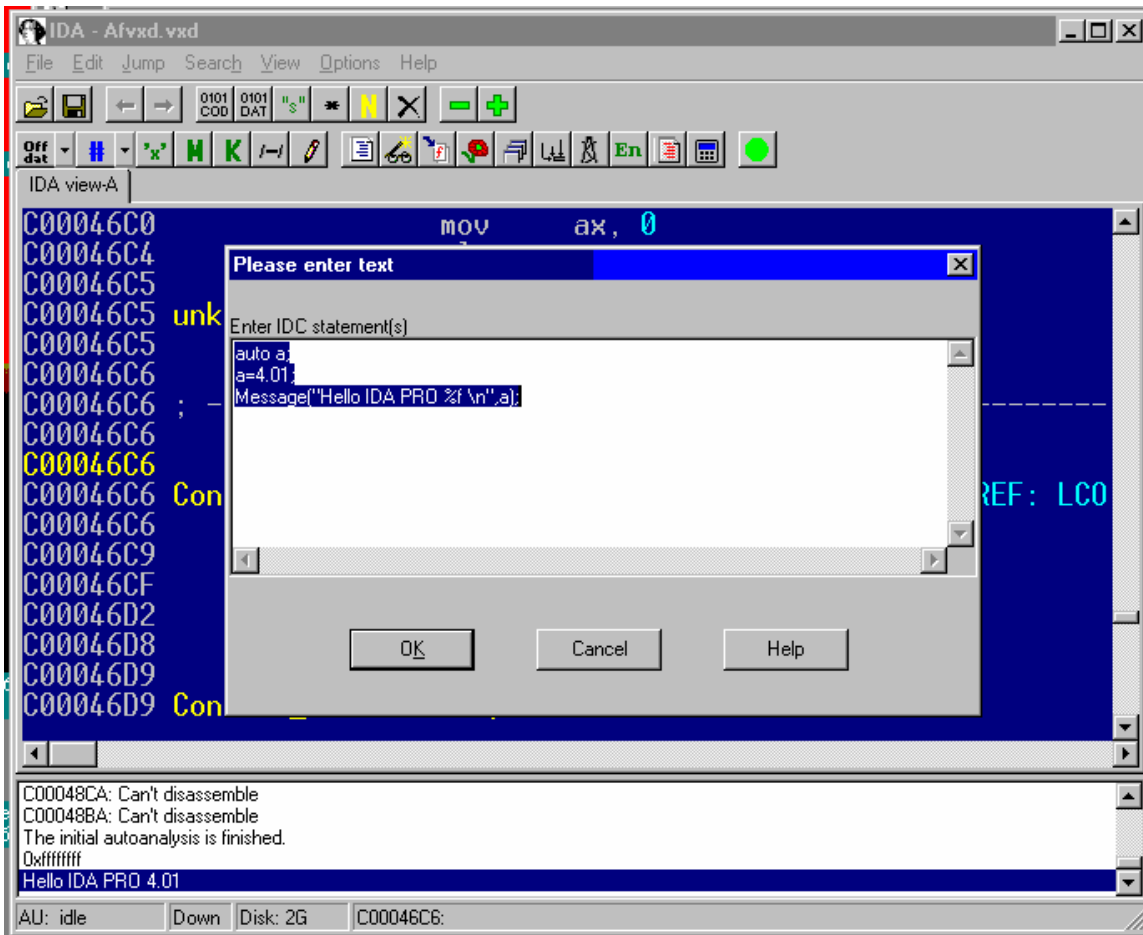 IDA - Afvxd.vxd
File Edit Jump Search View Options Help
0101 COD 0101 DAT "s" * N
Off dat # 'x' M K /--/ f En
IDA view-A
C00046C0 mov ax, 0
C00046C4
C00046C5
C00046C5 unk
C00046C5
C00046C6
C00046C6 ; -
C00046C6
C00046C6
C00046C6 Con REF: LC0
C00046C6
C00046C9
C00046CF
C00046D2
C00046D8
C00046D9
C00046D9 Con
Please enter text
Enter IDC statement(s)
auto a;
a=4.01;
Message("Hello IDA PRO %f \n",a);
OK Cancel Help
C00048CA: Can't disassemble
C00048BA: Can't disassemble
The initial autoanalysis is finished.
0xffffffff
Hello IDA PRO 4.01
AU: idle Down Disk: 2G C00046C6: